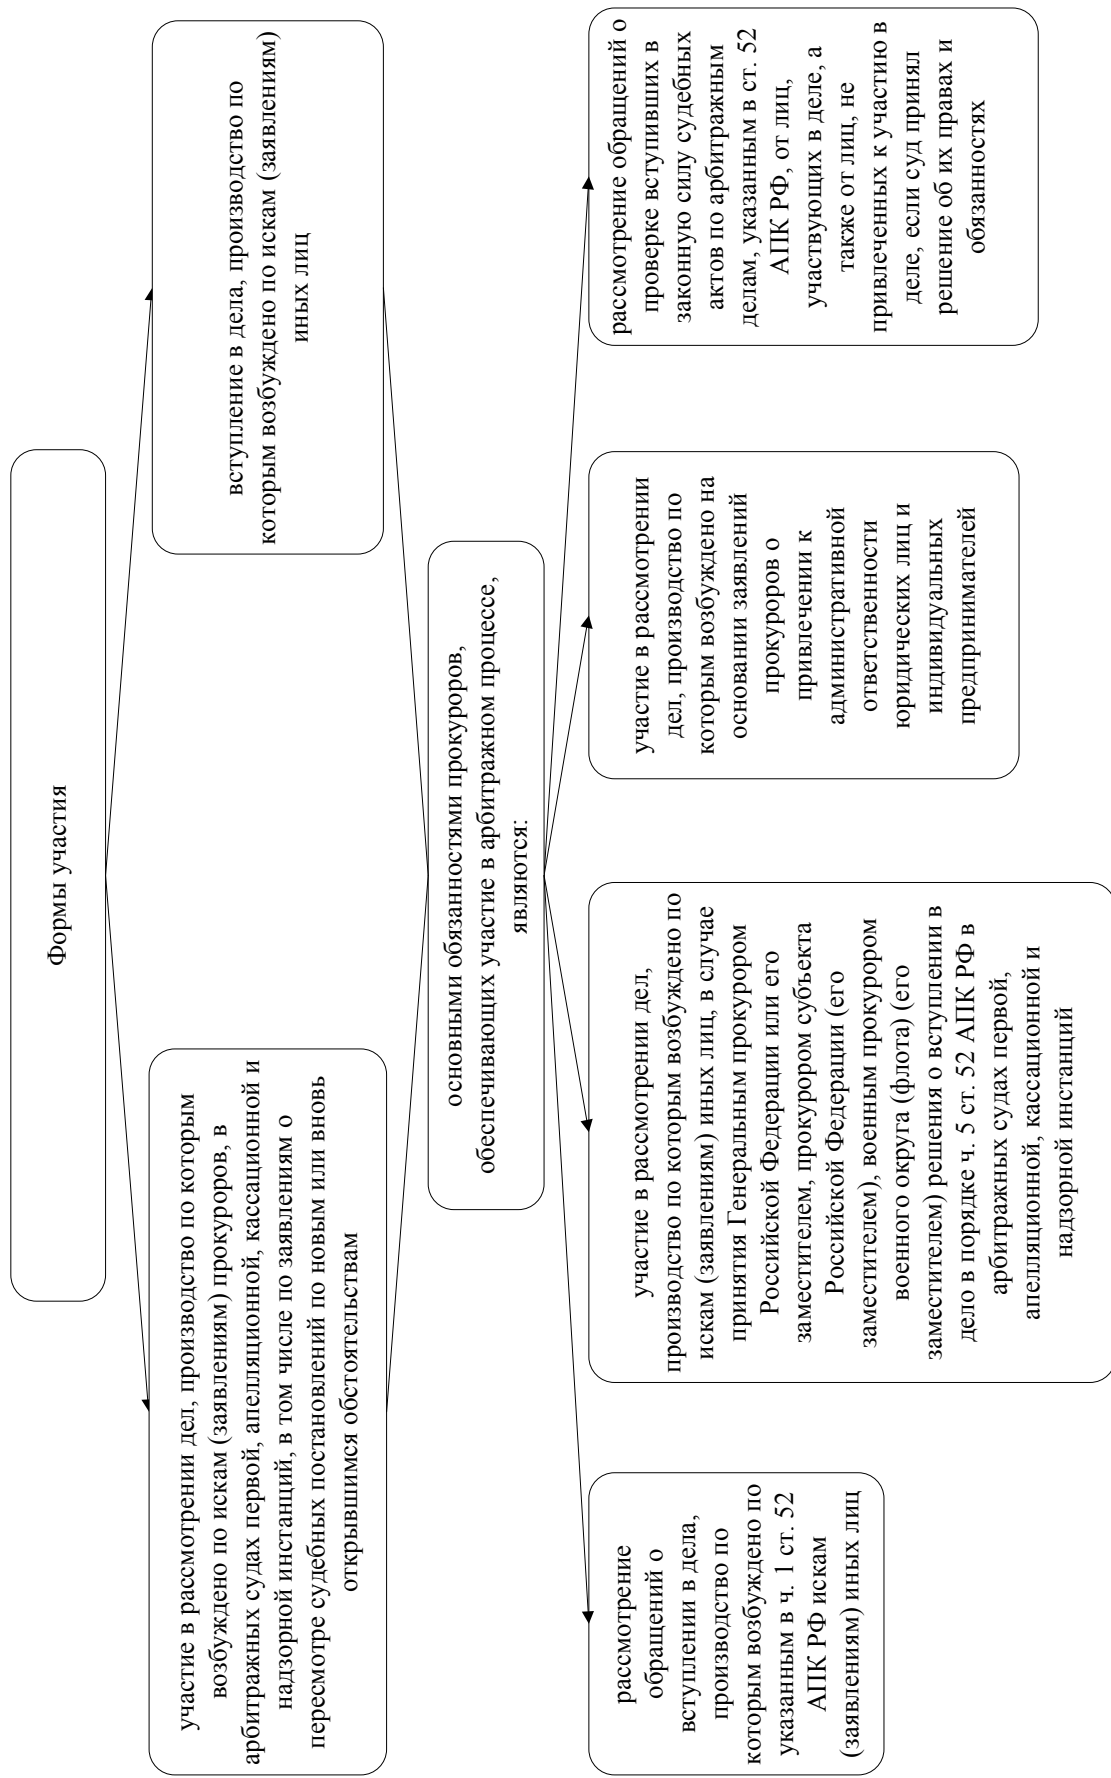 Формы участия
участие в рассмотрении дел, производство по которым
возбуждено по искам (заявлениям) прокуроров, в
арбитражных судах первой, апелляционной, кассационной и
надзорной инстанций, в том числе по заявлениям о
пересмотре судебных постановлений по новым или вновь
открывшимся обстоятельствам
вступление в дела, производство по
которым возбуждено по искам (заявлениям)
иных лиц
основными обязанностями прокуроров,
обеспечивающих участие в арбитражном процессе,
являются:
рассмотрение
обращений о
вступлении в дела,
производство по
которым возбуждено по
указанным в ч. 1 ст. 52
АПК РФ искам
(заявлениям) иных лиц
участие в рассмотрении дел,
производство по которым возбуждено по
искам (заявлениям) иных лиц, в случае
принятия Генеральным прокурором
Российской Федерации или его
заместителем, прокурором субъекта
Российской Федерации (его
заместителем), военным прокурором
военного округа (флота) (его
заместителем) решения о вступлении в
дело в порядке ч. 5 ст. 52 АПК РФ в
арбитражных судах первой,
апелляционной, кассационной и
надзорной инстанций
участие в рассмотрении
дел, производство по
которым возбуждено на
основании заявлений
прокуроров о
привлечении к
административной
ответственности
юридических лиц и
индивидуальных
предпринимателей
рассмотрение обращений о
проверке вступивших в
законную силу судебных
актов по арбитражным
делам, указанным в ст. 52
АПК РФ, от лиц,
участвующих в деле, а
также от лиц, не
привлеченных к участию в
деле, если суд принял
решение об их правах и
обязанностях